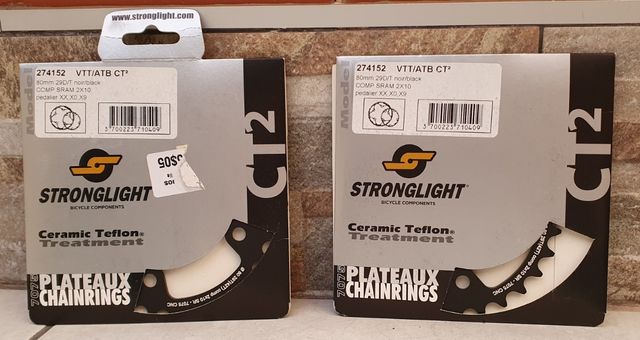 www.stronglight.com
274152 VTT/ATB CT²
80mm 29D/T noir/black
COMP SRAM 2X10
pedalier XX,X0,X9
3 700223 710409
Model
CT2
STRONGLIGHT
BICYCLE COMPONENTS
Ceramic Teflon®
Treatment
7075
PLATEAUX
CHAINRINGS
274152 VTT/ATB CT²
80mm 29D/T noir/black
COMP SRAM 2X10
pedalier XX,X0,X9
3 700223 710409
Model
CT2
STRONGLIGHT®
BICYCLE COMPONENTS
Ceramic Teflon®
Treatment
7075
PLATEAUX
CHAINRINGS